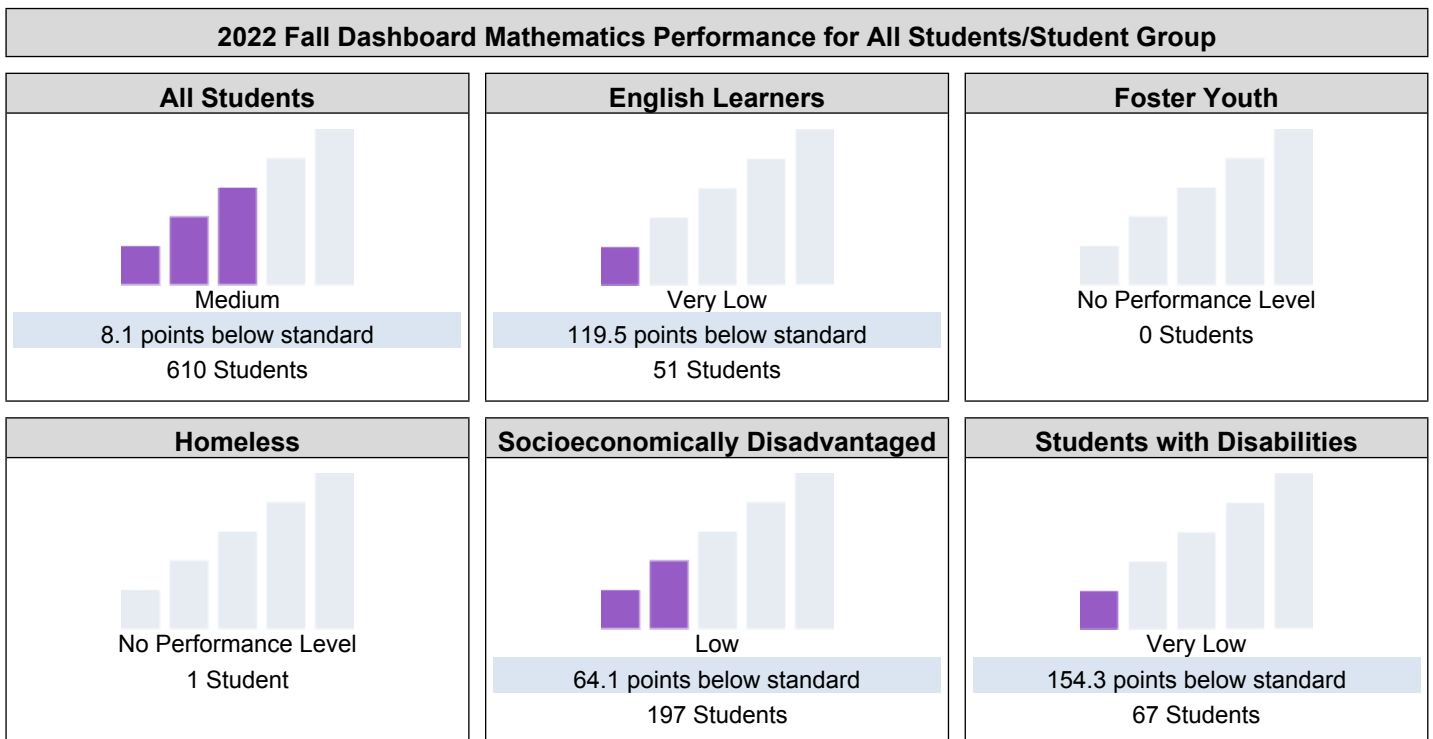 2022 Fall Dashboard Mathematics Performance for All Students/Student Group
All Students
Medium
8.1 points below standard
610 Students
English Learners
Very Low
119.5 points below standard
51 Students
Foster Youth
No Performance Level
0 Students
Homeless
No Performance Level
1 Student
Socioeconomically Disadvantaged
Low
64.1 points below standard
197 Students
Students with Disabilities
Very Low
154.3 points below standard
67 Students